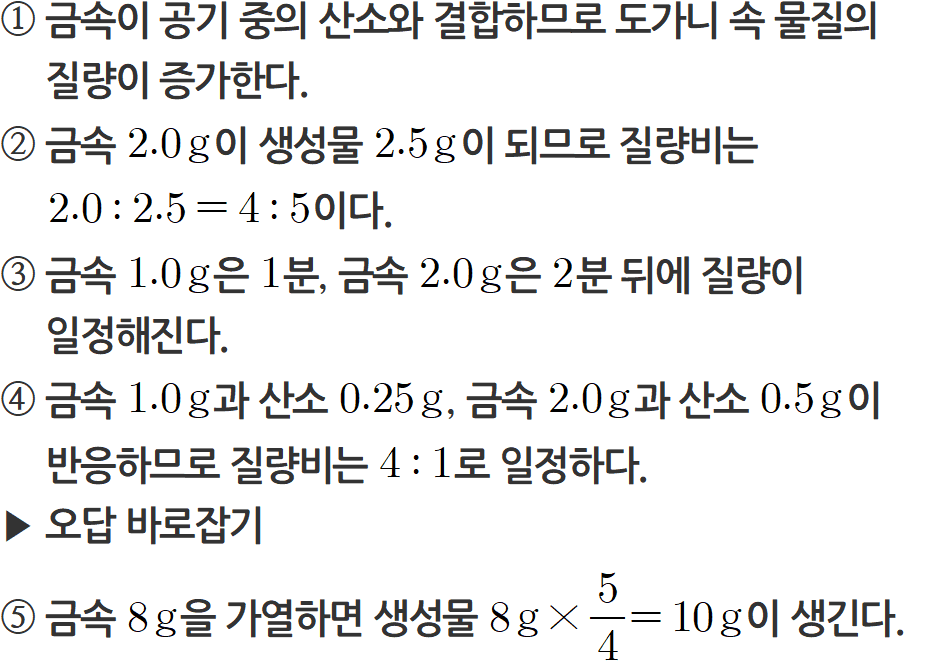 ① 금속이 공기 중의 산소와 결합하므로 도가니 속 물질의
질량이 증가한다.
② 금속 2.0 g이 생성물 2.5 g이 되므로 질량비는
2.0 : 2.5 = 4 : 5이다.
③ 금속 1.0 g은 1분, 금속 2.0 g은 2분 뒤에 질량이
일정해진다.
④ 금속 1.0 g과 산소 0.25 g, 금속 2.0 g과 산소 0.5 g이
반응하므로 질량비는 4 : 1로 일정하다.
▶ 오답 바로잡기
⑤ 금속 8 g을 가열하면 생성물 8 g × 5/4 = 10 g이 생긴다.